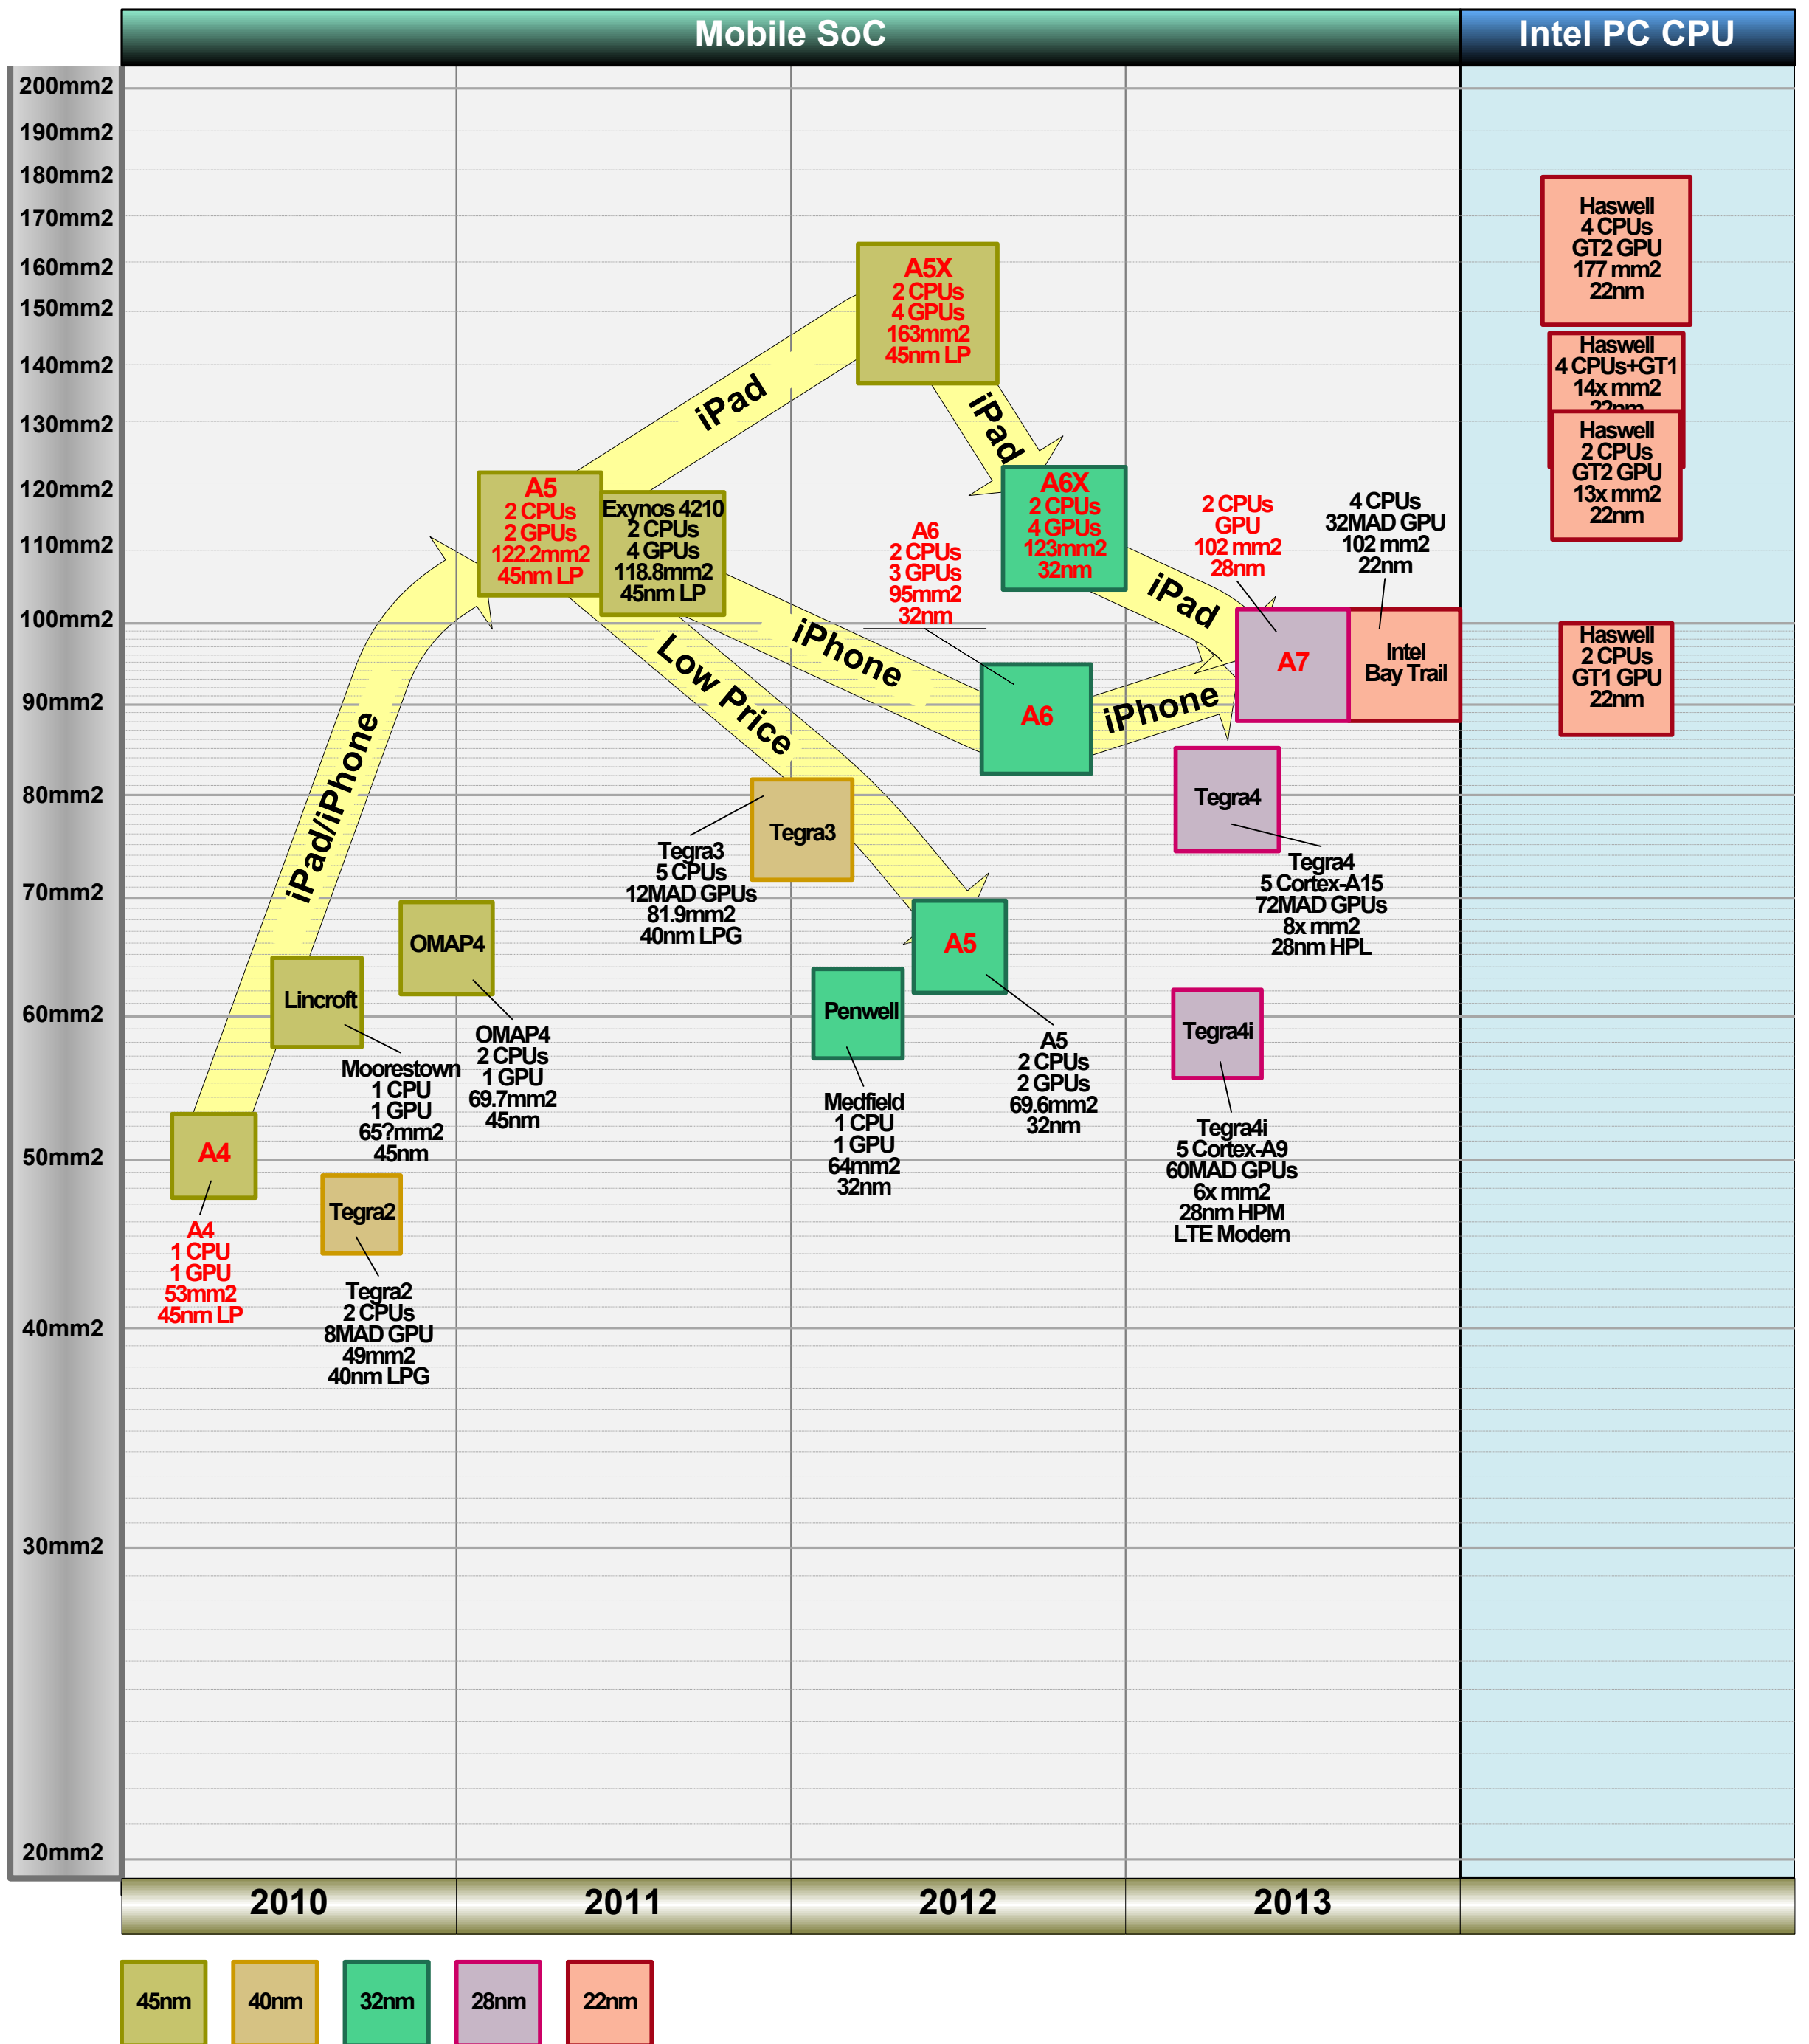 Mobile SoC
Intel PC CPU
200mm2
190mm2
180mm2
170mm2
160mm2
150mm2
140mm2
130mm2
120mm2
110mm2
100mm2
90mm2
80mm2
70mm2
60mm2
50mm2
40mm2
30mm2
20mm2
Haswell
4 CPUs
GT2 GPU
177 mm2
22nm
Haswell
4 CPUs+GT1
14x mm2
22nm
Haswell
2 CPUs
GT2 GPU
13x mm2
22nm
Haswell
2 CPUs
GT1 GPU
22nm
A5X
2 CPUs
4 GPUs
163mm2
45nm LP
iPad
iPad
A5
2 CPUs
2 GPUs
122.2mm2
45nm LP
Exynos 4210
2 CPUs
4 GPUs
118.8mm2
45nm LP
A6X
2 CPUs
4 GPUs
123mm2
32nm
A6
2 CPUs
3 GPUs
95mm2
32nm
2 CPUs
GPU
102 mm2
28nm
4 CPUs
32MAD GPU
102 mm2
22nm
iPad
iPhone
Low Price
A7
Intel
Bay Trail
A6
iPhone
iPad/iPhone
Tegra3
Tegra3
5 CPUs
12MAD GPUs
81.9mm2
40nm LPG
Tegra4
Tegra4
5 Cortex-A15
72MAD GPUs
8x mm2
28nm HPL
OMAP4
OMAP4
2 CPUs
1 GPU
69.7mm2
45nm
A5
A5
2 CPUs
2 GPUs
69.6mm2
32nm
Lincroft
Moorestown
1 CPU
1 GPU
65?mm2
45nm
Penwell
Medfield
1 CPU
1 GPU
64mm2
32nm
Tegra4i
Tegra4i
5 Cortex-A9
60MAD GPUs
6x mm2
28nm HPM
LTE Modem
A4
A4
1 CPU
1 GPU
53mm2
45nm LP
Tegra2
Tegra2
2 CPUs
8MAD GPU
49mm2
40nm LPG
2010
2011
2012
2013
45nm
40nm
32nm
28nm
22nm